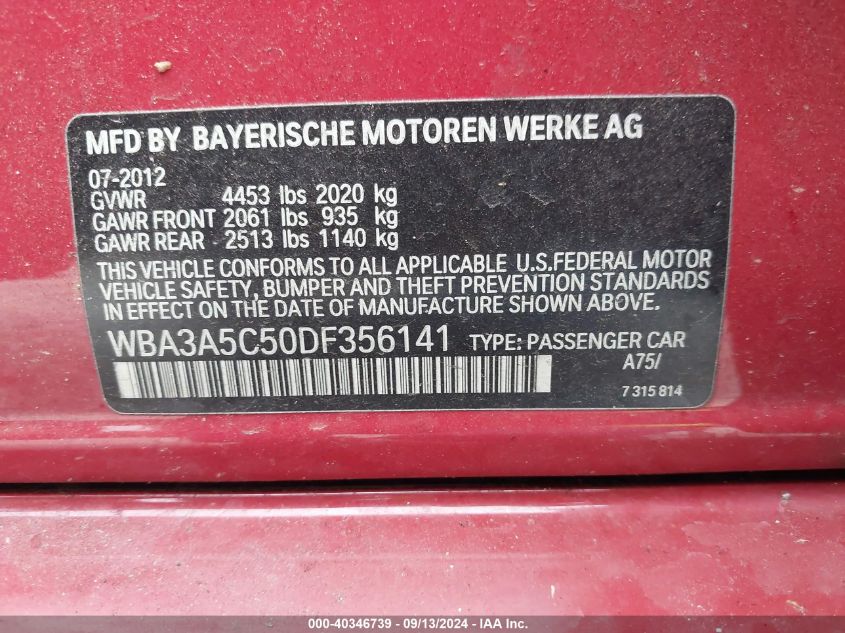 MFD BY BAYERISCHE MOTOREN WERKE AG
07-2012
GVWR 4453 lbs 2020 kg
GAWR FRONT 2061 lbs 935 kg
GAWR REAR 2513 lbs 1140 kg
THIS VEHICLE CONFORMS TO ALL APPLICABLE U.S.FEDERAL MOTOR
VEHICLE SAFETY, BUMPER AND THEFT PREVENTION STANDARDS
IN EFFECT ON THE DATE OF MANUFACTURE SHOWN ABOVE.
WBA3A5C50DF356141 TYPE: PASSENGER CAR
A75/
7 315 814
000-40346739 - 09/13/2024 - IAA Inc.